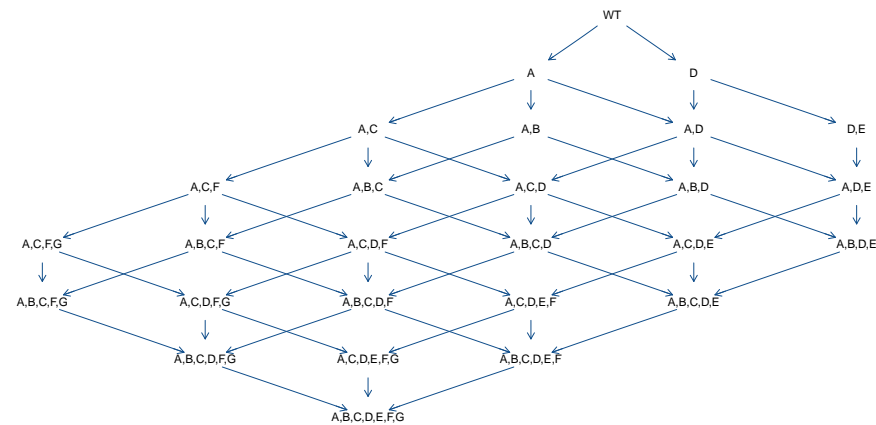 WT
A
D
A,C
A,B
A,D
D,E
A,C,F
A,B,C
A,C,D
A,B,D
A,D,E
A,C,F,G
A,B,C,F
A,C,D,F
A,B,C,D
A,C,D,E
A,B,D,E
A,B,C,F,G
A,C,D,F,G
A,B,C,D,F
A,C,D,E,F
A,B,C,D,E
A,B,C,D,F,G
A,C,D,E,F,G
A,B,C,D,E,F
A,B,C,D,E,F,G